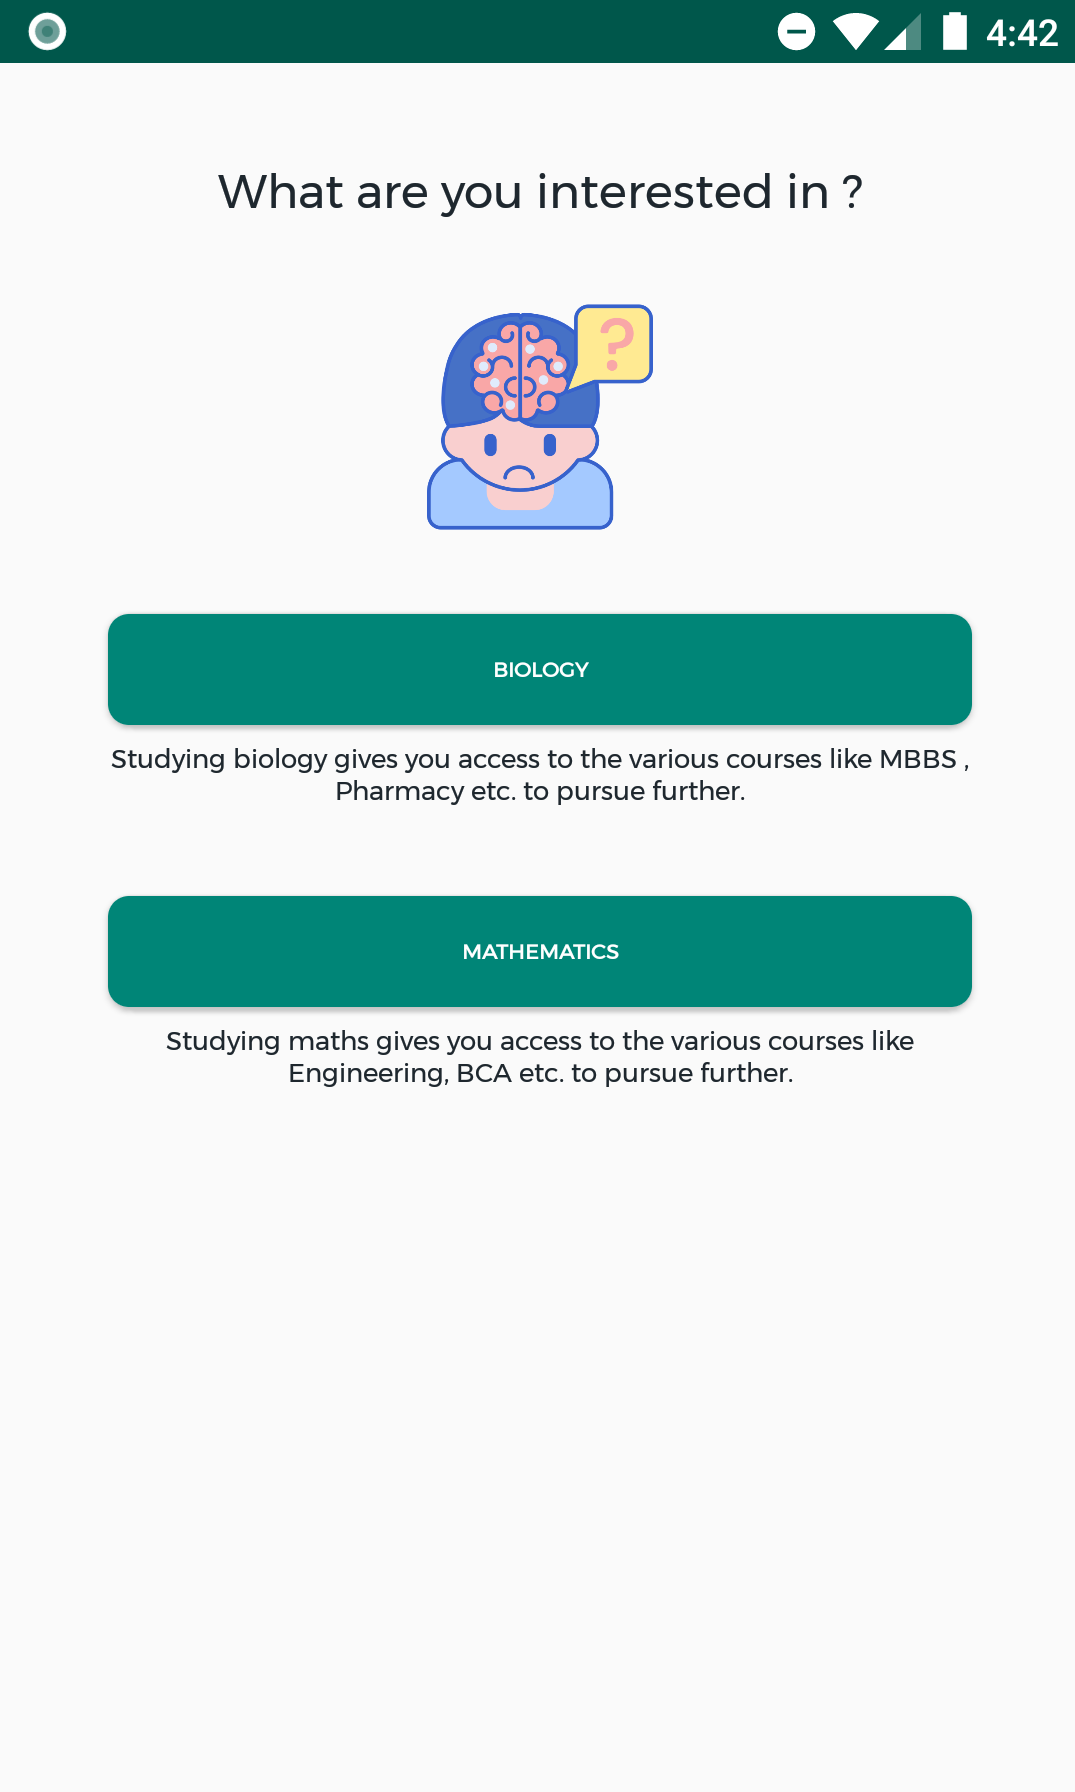 4:42
What are you interested in ?
?
BIOLOGY
Studying biology gives you access to the various courses like MBBS ,
Pharmacy etc. to pursue further.
MATHEMATICS
Studying maths gives you access to the various courses like
Engineering, BCA etc. to pursue further.